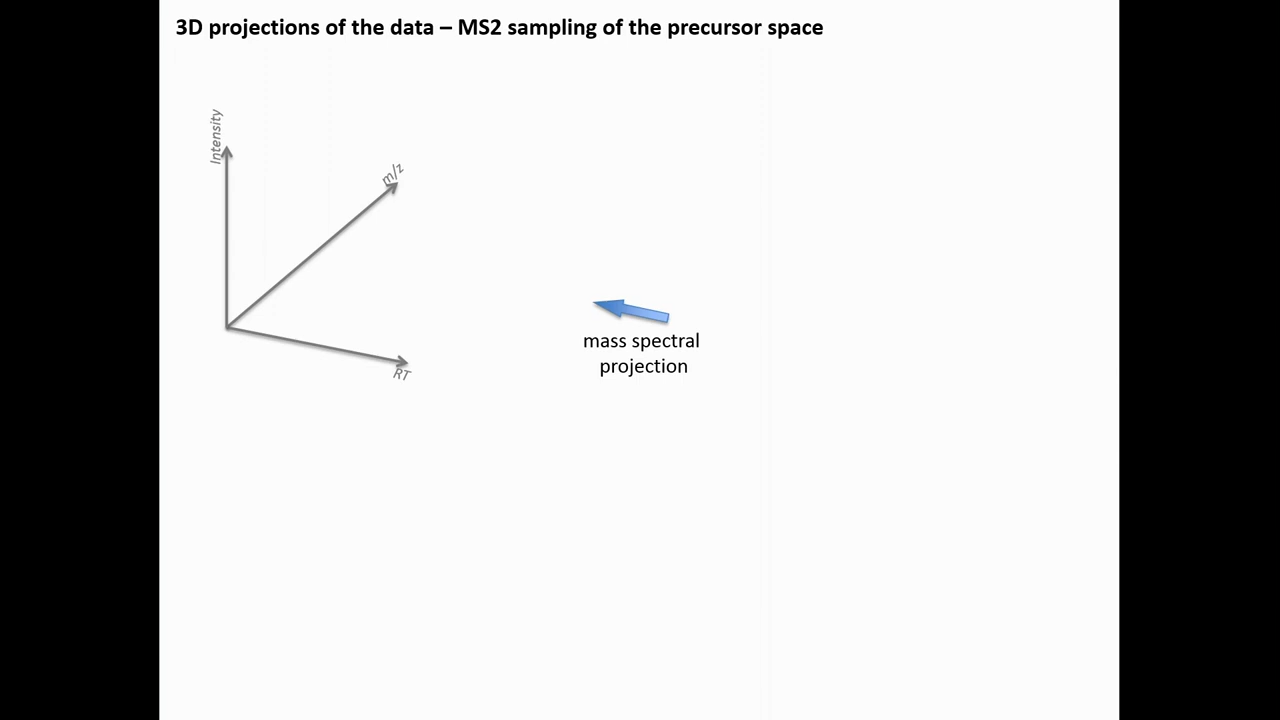 3D projections of the data – MS2 sampling of the precursor space
Intensity
m/z
RT
mass spectral
projection